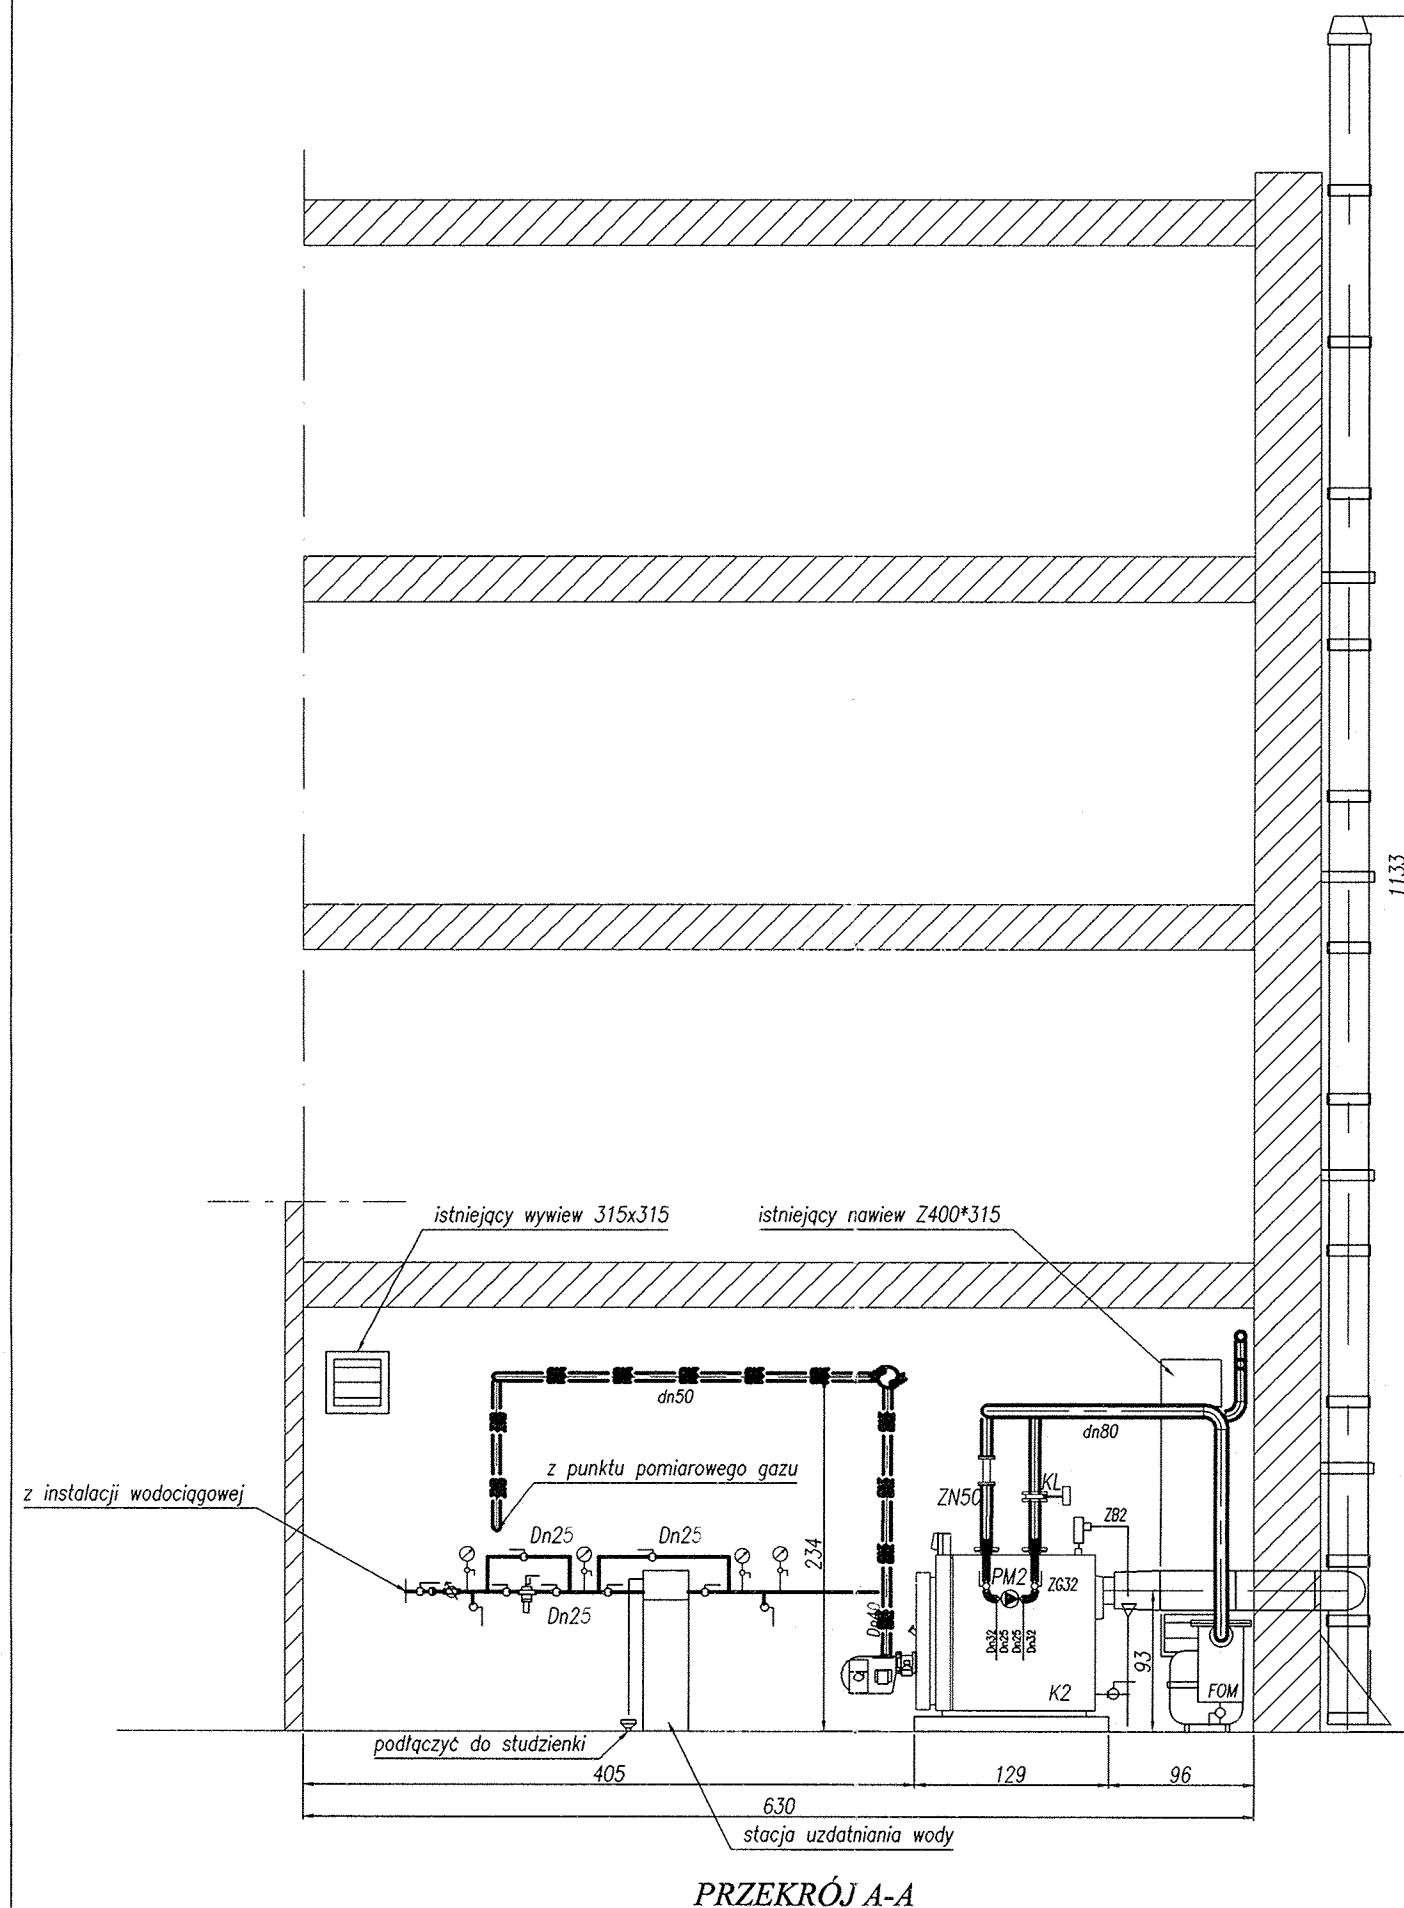 1133
istniejący wywiew 315x315
istniejący nawiew Z400*315
dn50
dn80
z punktu pomiarowego gazu
z instalacji wodociągowej
KL
ZN50
ZB2
Dn25
Dn25
234
PM2
ZG32
Dn25
Dn40
Dn32
Dn25
Dn25
Dn32
93
K2
FOM
podłączyć do studzienki
405
129
96
630
stacja uzdatniania wody
PRZEKRÓJ A-A